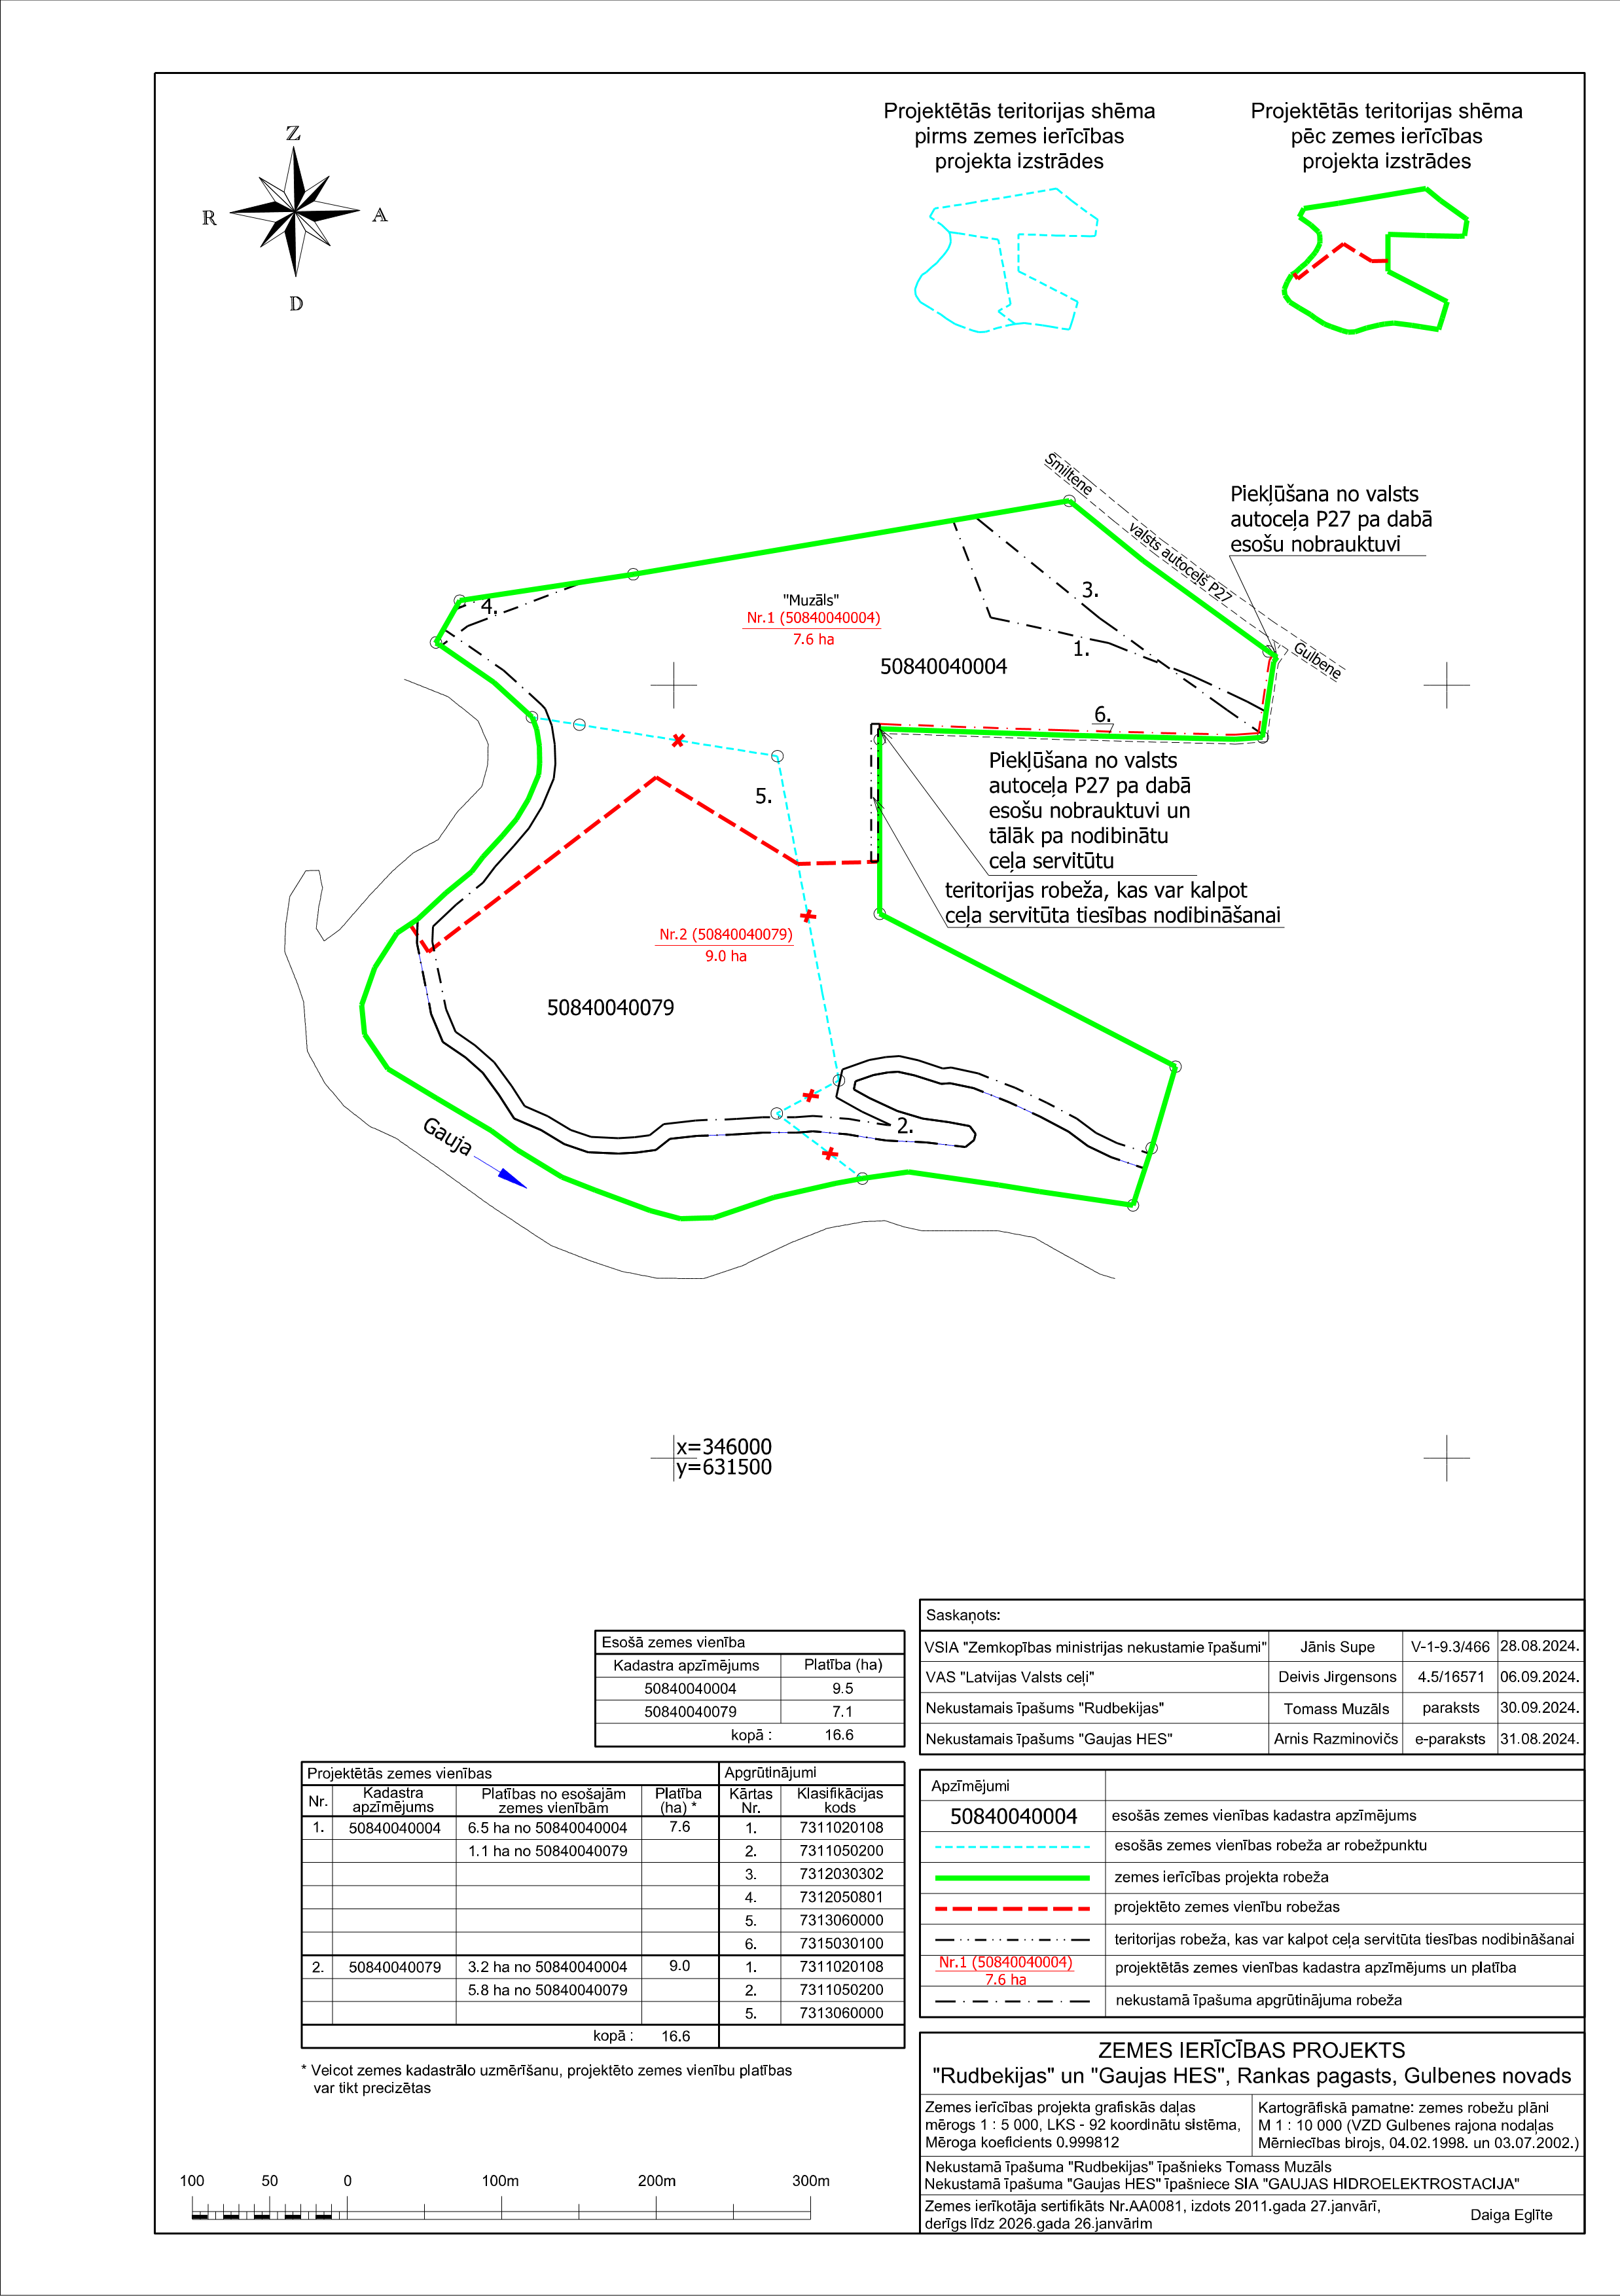 Z
R
A
D
Projektētās teritorijas shēma
pirms zemes ierīcības
projekta izstrādes
Projektētās teritorijas shēma
pēc zemes ierīcības
projekta izstrādes
Smiltene
valsts autoceļš P27
Gulbene
Piekļūšana no valsts
autoceļa P27 pa dabā
esošu nobrauktuvi
4.
"Muzāls"
Nr.1 (50840040004)
7.6 ha
3.
1.
50840040004
6.
Piekļūšana no valsts
autoceļa P27 pa dabā
esošu nobrauktuvi un
tālāk pa nodibinātu
ceļa servitūtu
5.
teritorijas robeža, kas var kalpot
ceļa servitūta tiesības nodibināšanai
Nr.2 (50840040079)
9.0 ha
50840040079
2.
Gauja
x=346000
y=631500
Esošā zemes vienība
Kadastra apzīmējums Platība (ha)
50840040004 9.5
50840040079 7.1
kopā : 16.6
Saskaņots:
VSIA "Zemkopības ministrijas nekustamie īpašumi" Jānis Supe V-1-9.3/466 28.08.2024.
VAS "Latvijas Valsts ceļi" Deivis Jirgensons 4.5/16571 06.09.2024.
Nekustamais īpašums "Rudbekijas" Tomass Muzāls paraksts 30.09.2024.
Nekustamais īpašums "Gaujas HES" Arnis Razminovičs e-paraksts 31.08.2024.
Projektētās zemes vienības Apgrūtinājumi
Nr. Kadastra apzīmējums Platības no esošajām zemes vienībām Platība (ha) * Kārtas Nr. Klasifikācijas kods
1. 50840040004 6.5 ha no 50840040004 7.6 1. 7311020108
1.1 ha no 50840040079 2. 7311050200
3. 7312030302
4. 7312050801
5. 7313060000
6. 7315030100
2. 50840040079 3.2 ha no 50840040004 9.0 1. 7311020108
5.8 ha no 50840040079 2. 7311050200
5. 7313060000
kopā : 16.6
* Veicot zemes kadastrālo uzmērīšanu, projektēto zemes vienību platības
var tikt precizētas
Apzīmējumi
50840040004 esošās zemes vienības kadastra apzīmējums
esošās zemes vienības robeža ar robežpunktu
zemes ierīcības projekta robeža
projektēto zemes vienību robežas
teritorijas robeža, kas var kalpot ceļa servitūta tiesības nodibināšanai
Nr.1 (50840040004)
7.6 ha
projektētās zemes vienības kadastra apzīmējums un platība
nekustamā īpašuma apgrūtinājuma robeža
ZEMES IERĪCĪBAS PROJEKTS
"Rudbekijas" un "Gaujas HES", Rankas pagasts, Gulbenes novads
Zemes ierīcības projekta grafiskās daļas
mērogs 1 : 5 000, LKS - 92 koordinātu sistēma,
Mēroga koeficients 0.999812
Kartogrāfiskā pamatne: zemes robežu plāni
M 1 : 10 000 (VZD Gulbenes rajona nodaļas
Mērniecības birojs, 04.02.1998. un 03.07.2002.)
Nekustamā īpašuma "Rudbekijas" īpašnieks Tomass Muzāls
Nekustamā īpašuma "Gaujas HES" īpašniece SIA "GAUJAS HIDROELEKTROSTACIJA"
Zemes ierīkotāja sertifikāts Nr.AA0081, izdots 2011.gada 27.janvārī,
derīgs līdz 2026.gada 26.janvārim
Daiga Eglīte
100 50 0 100m 200m 300m